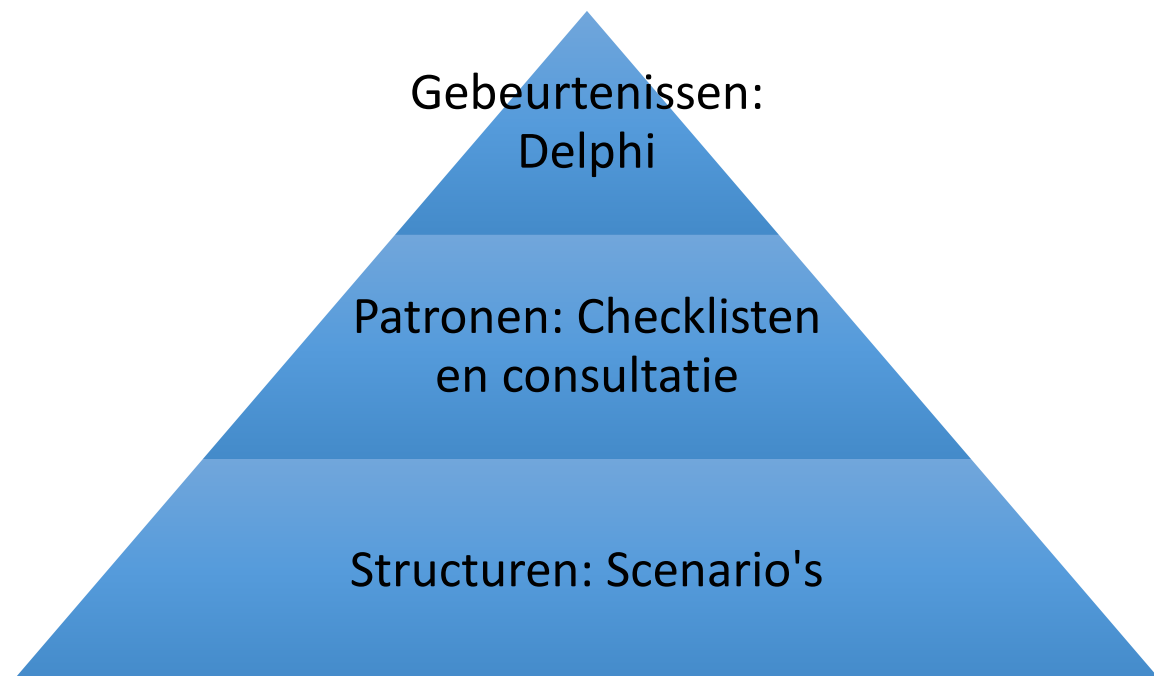 Gebeurtenissen:
Delphi
Patronen: Checklisten
en consultatie
Structuren: Scenario's